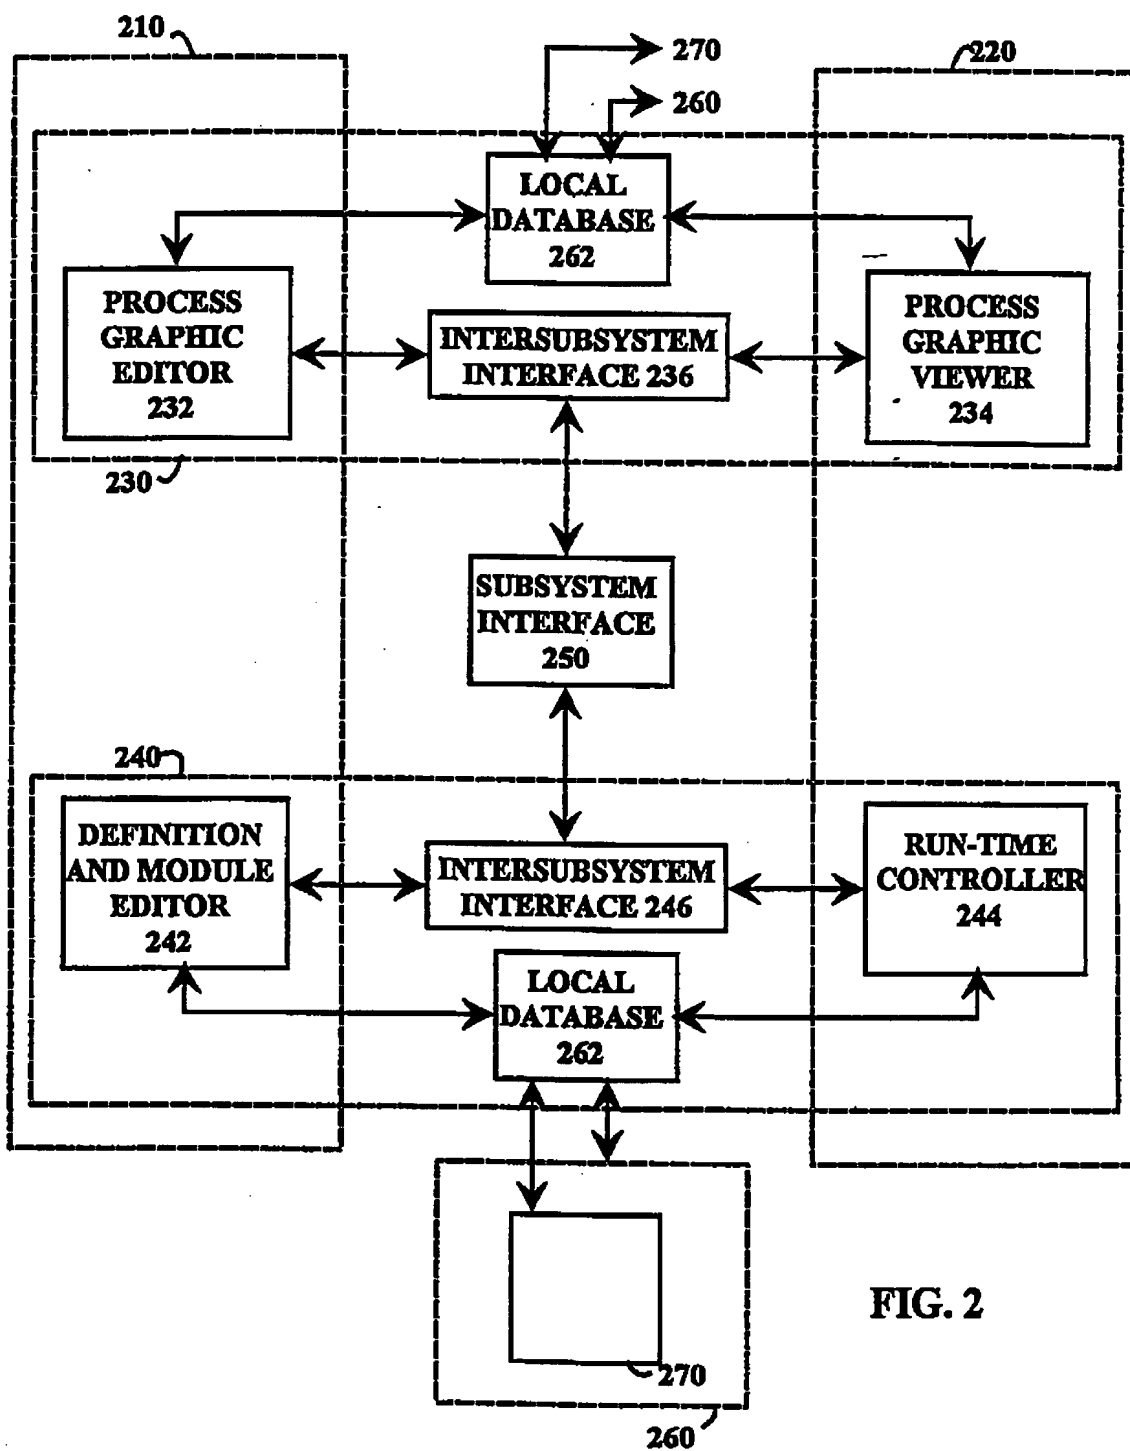 210
270
220
260
LOCAL
DATABASE
262
PROCESS
GRAPHIC
EDITOR
232
INTERSUBSYSTEM
INTERFACE 236
PROCESS
GRAPHIC
VIEWER
234
230
SUBSYSTEM
INTERFACE
250
240
DEFINITION
AND MODULE
EDITOR
242
INTERSUBSYSTEM
INTERFACE 246
RUN-TIME
CONTROLLER
244
LOCAL
DATABASE
262
FIG. 2
270
260